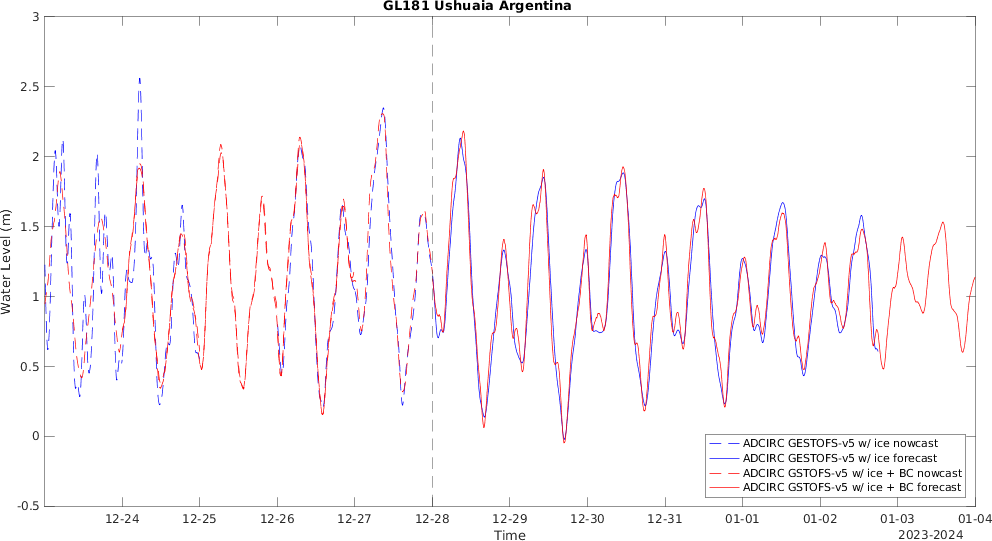 GL181 Ushuaia Argentina
3
2.5
2
1.5
1
0.5
0
-0.5
Water Level (m)
ADCIRC GESTOFS-v5 w/ ice nowcast
ADCIRC GESTOFS-v5 w/ ice forecast
ADCIRC GSTOFS-v5 w/ ice + BC nowcast
ADCIRC GSTOFS-v5 w/ ice + BC forecast
12-24 12-25 12-26 12-27 12-28 12-29 12-30 12-31 01-01 01-02 01-03 01-04
Time
2023-2024